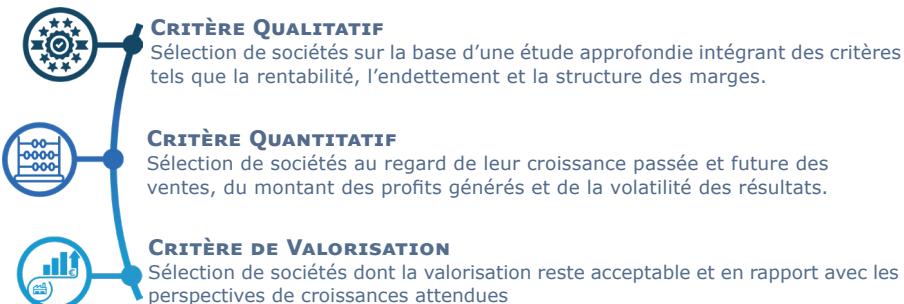 Critère Qualitatif
Sélection de sociétés sur la base d’une étude approfondie intégrant des critères
tels que la rentabilité, l’endettement et la structure des marges.
Critère Quantitatif
Sélection de sociétés au regard de leur croissance passée et future des
ventes, du montant des profits générés et de la volatilité des résultats.
Critère de Valorisation
Sélection de sociétés dont la valorisation reste acceptable et en rapport avec les
perspectives de croissances attendues